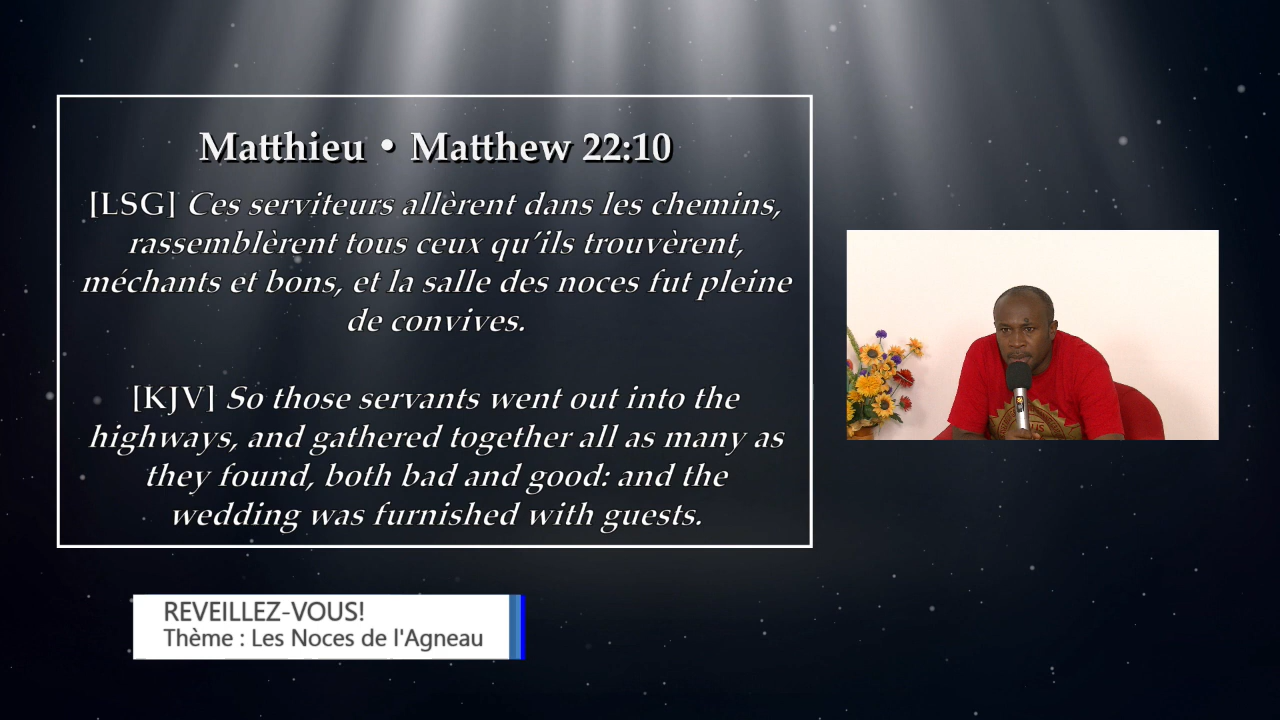 Matthieu • Matthew 22:10
[LSG] Ces serviteurs allèrent dans les chemins,
rassemblèrent tous ceux qu’ils trouvèrent,
méchants et bons, et la salle des noces fut pleine
de convives.
[KJV] So those servants went out into the
highways, and gathered together all as many as
they found, both bad and good: and the
wedding was furnished with guests.
REVEILLEZ-VOUS!
Thème : Les Noces de l'Agneau